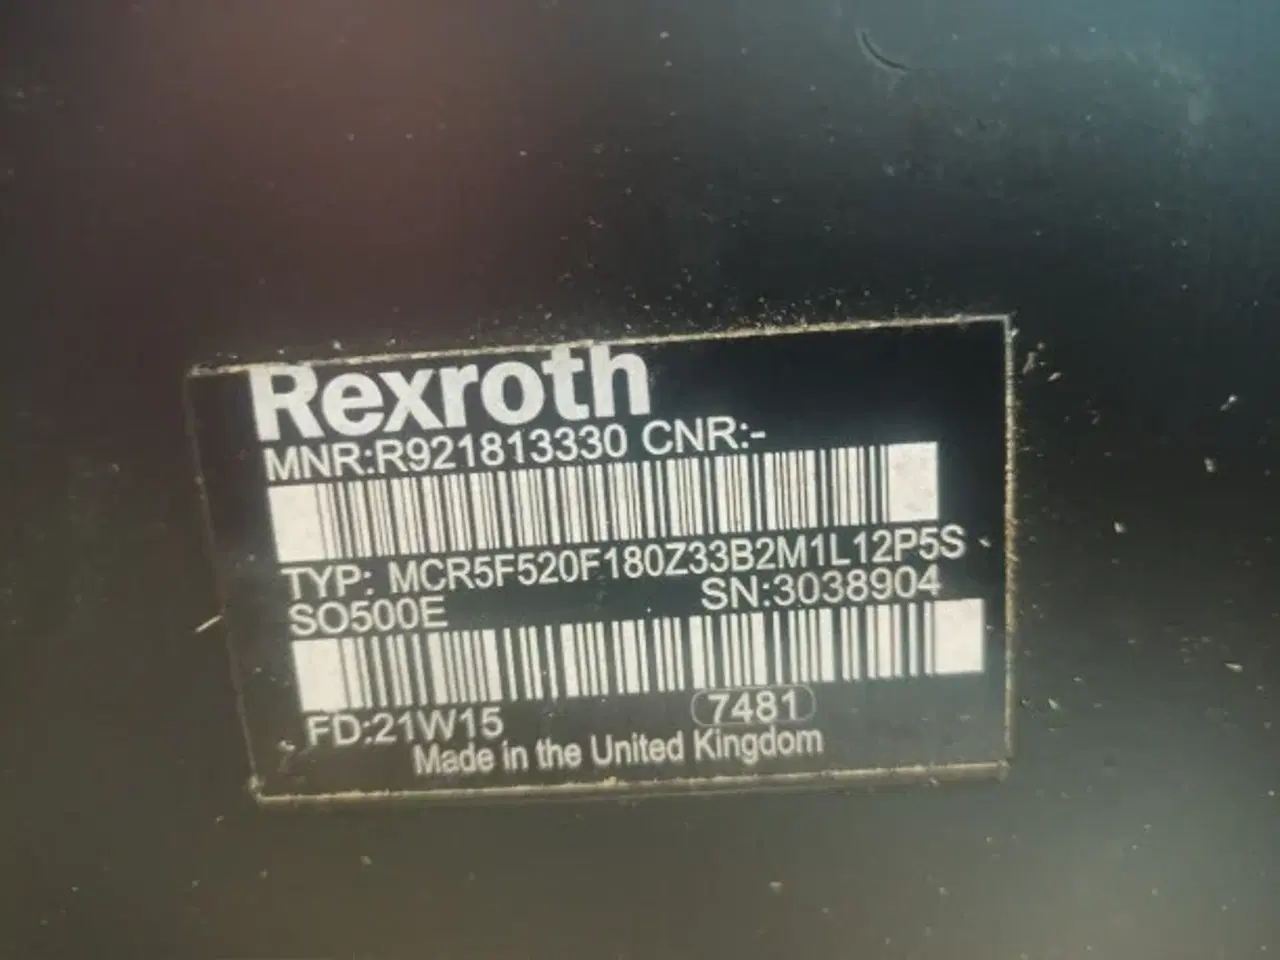 Rexroth
MNR:R921813330 CNR:-
TYP: MCR5F520F180Z33B2M1L12P5S
SO500E SN:3038904
FD:21W15 7481
Made in the United Kingdom